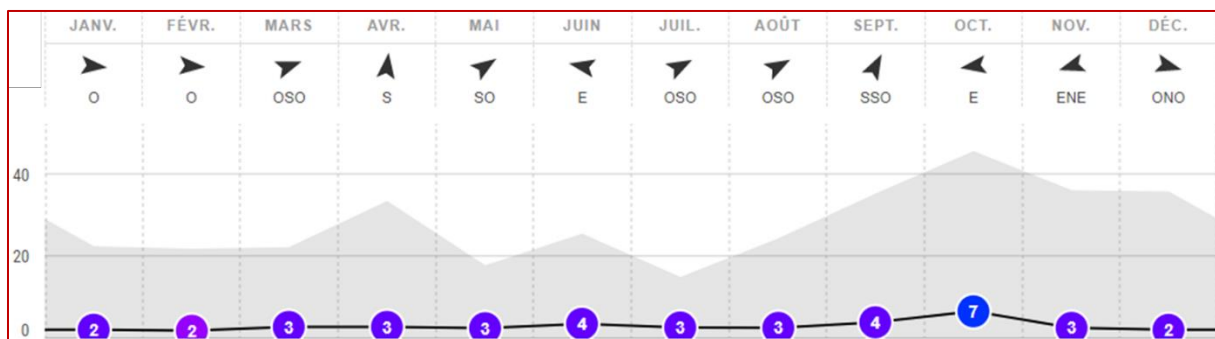 JANV. FÉVR. MARS AVR. MAI JUIN JUIL. AOÛT SEPT. OCT. NOV. DÉC.
O O OSO S SO E OSO OSO SSO E ENE ONO
40
20
0 2 2 3 3 3 4 3 3 4 7 3 2